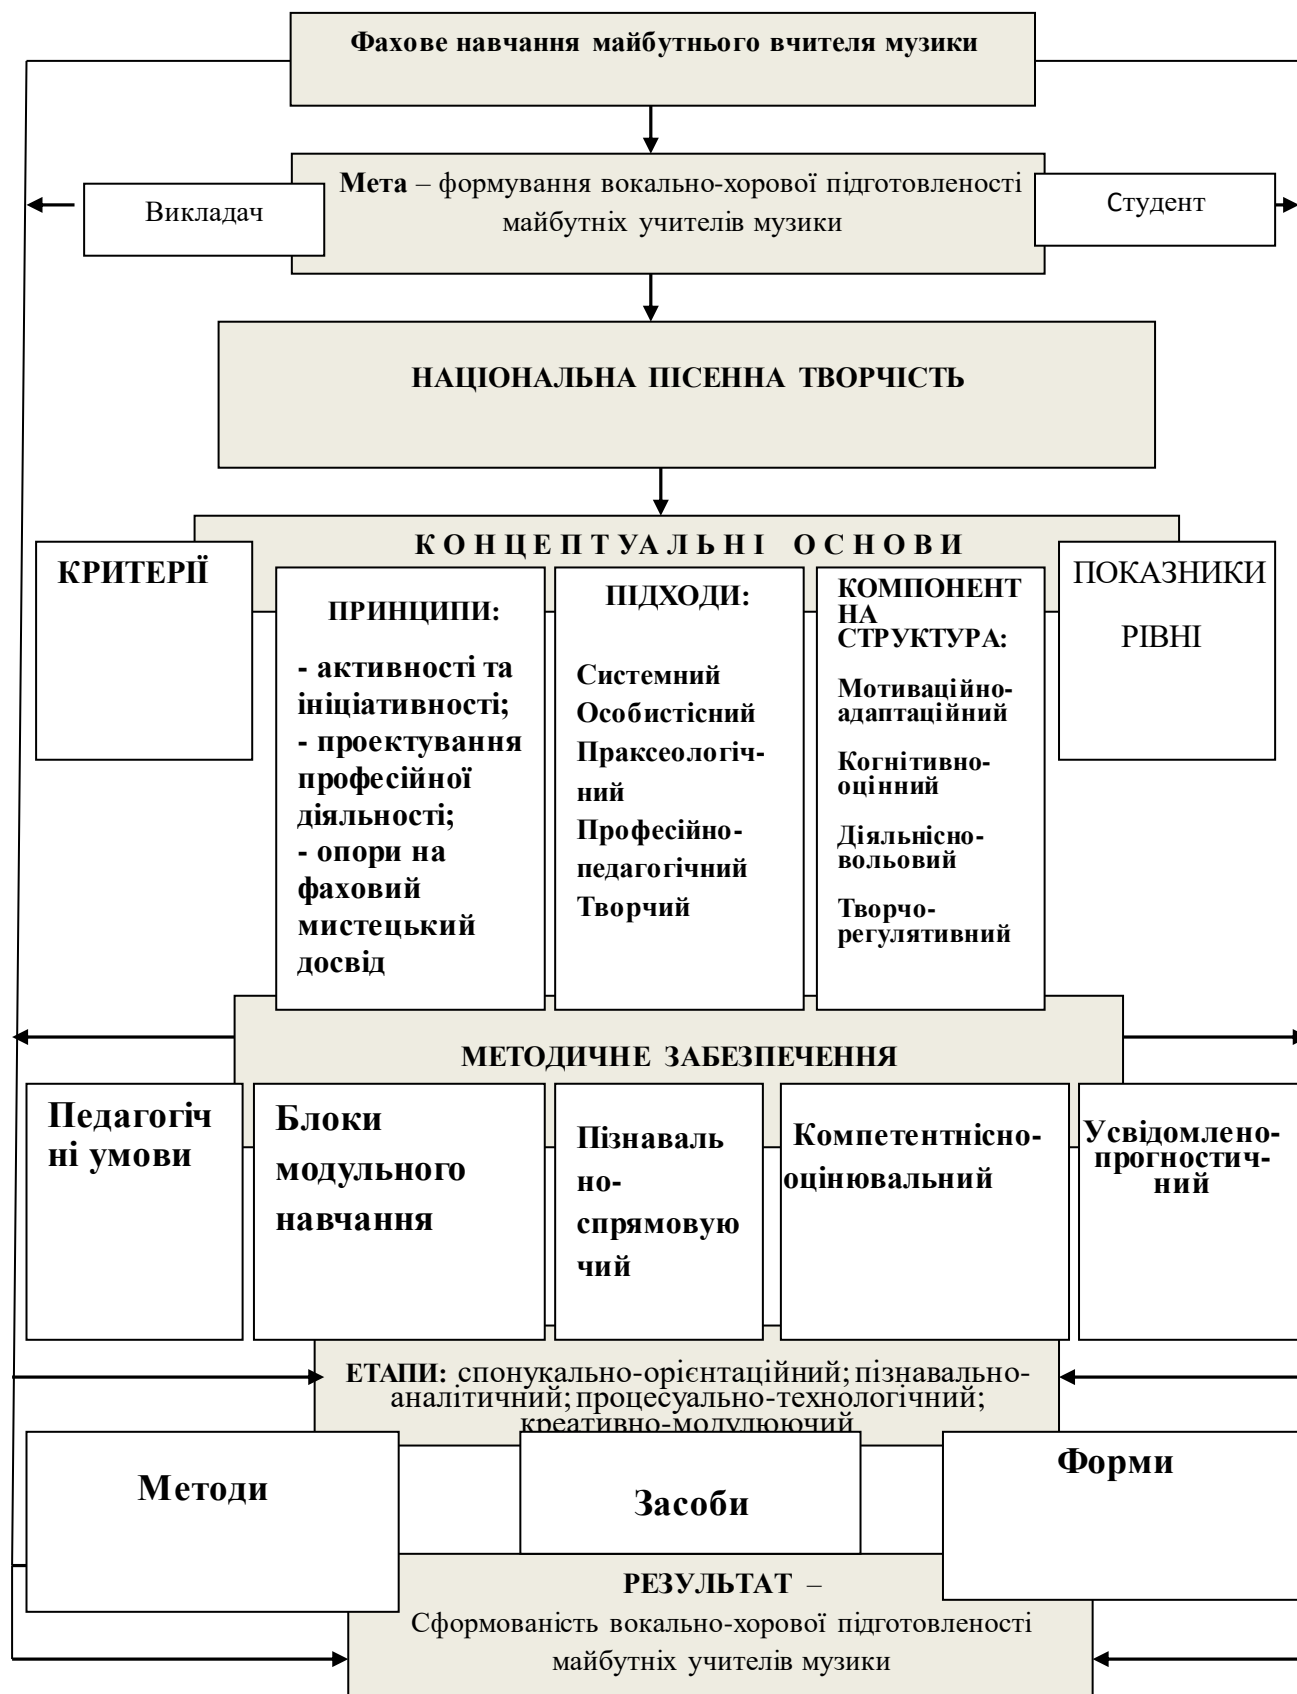 Фахове навчання майбутнього вчителя музики
Мета – формування вокально-хорової підготовленості
майбутніх учителів музики
Викладач
Студент
НАЦІОНАЛЬНА ПІСЕННА ТВОРЧІСТЬ
КОНЦЕПТУАЛЬНІ ОСНОВИ
КРИТЕРІЇ
ПРИНЦИПИ:
- активності та
ініціативності;
- проектування
професійної
діяльності;
- опори на
фаховий
мистецький
досвід
ПІДХОДИ:
Системний
Особистісний
Праксеологіч-
ний
Професійно-
педагогічний
Творчий
КОМПОНЕНТ
НА
СТРУКТУРА:
Мотиваційно-
адаптаційний
Когнітивно-
оцінний
Діяльнісно-
вольовий
Творчо-
регулятивний
ПОКАЗНИКИ
РІВНІ
МЕТОДИЧНЕ ЗАБЕЗПЕЧЕННЯ
Педагогіч
ні умови
Блоки
модульного
навчання
Пізнаваль
но-
спрямовую
чий
Компетентнісно-
оцінювальний
Усвідомлено-
прогностич-
ний
ЕТАПИ: спонукально-орієнтаційний; пізнавально-
аналітичний; процесуально-технологічний;
креативно-модулюючий
Методи
Засоби
Форми
РЕЗУЛЬТАТ –
Сформованість вокально-хорової підготовленості
майбутніх учителів музики